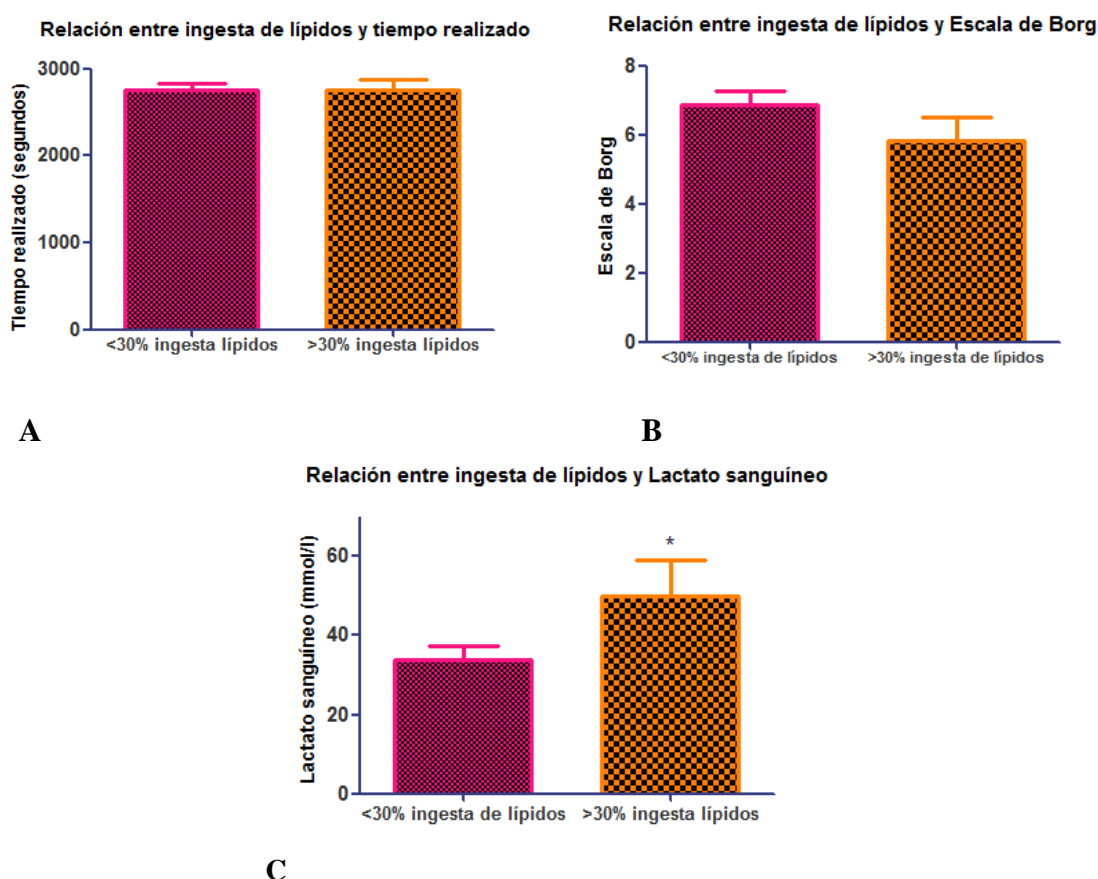 Relación entre ingesta de lípidos y tiempo realizado
Tiempo realizado (segundos)
3000
2000
1000
0
<30% ingesta lípidos
>30% ingesta lípidos
A
Relación entre ingesta de lípidos y Escala de Borg
Escala de Borg
8
6
4
2
0
<30% ingesta de lípidos
>30% ingesta de lípidos
B
Relación entre ingesta de lípidos y Lactato sanguíneo
Lactato sanguíneo (mmol/l)
60
40
20
0
*
<30% ingesta de lípidos
>30% ingesta lípidos
C